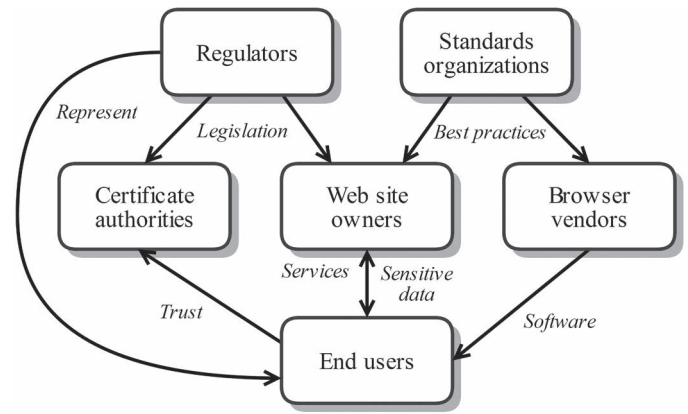 Regulators
Standards
organizations
Represent
Legislation
Best practices
Certificate
authorities
Web site
owners
Browser
vendors
Services
Sensitive
data
Trust
Software
End users